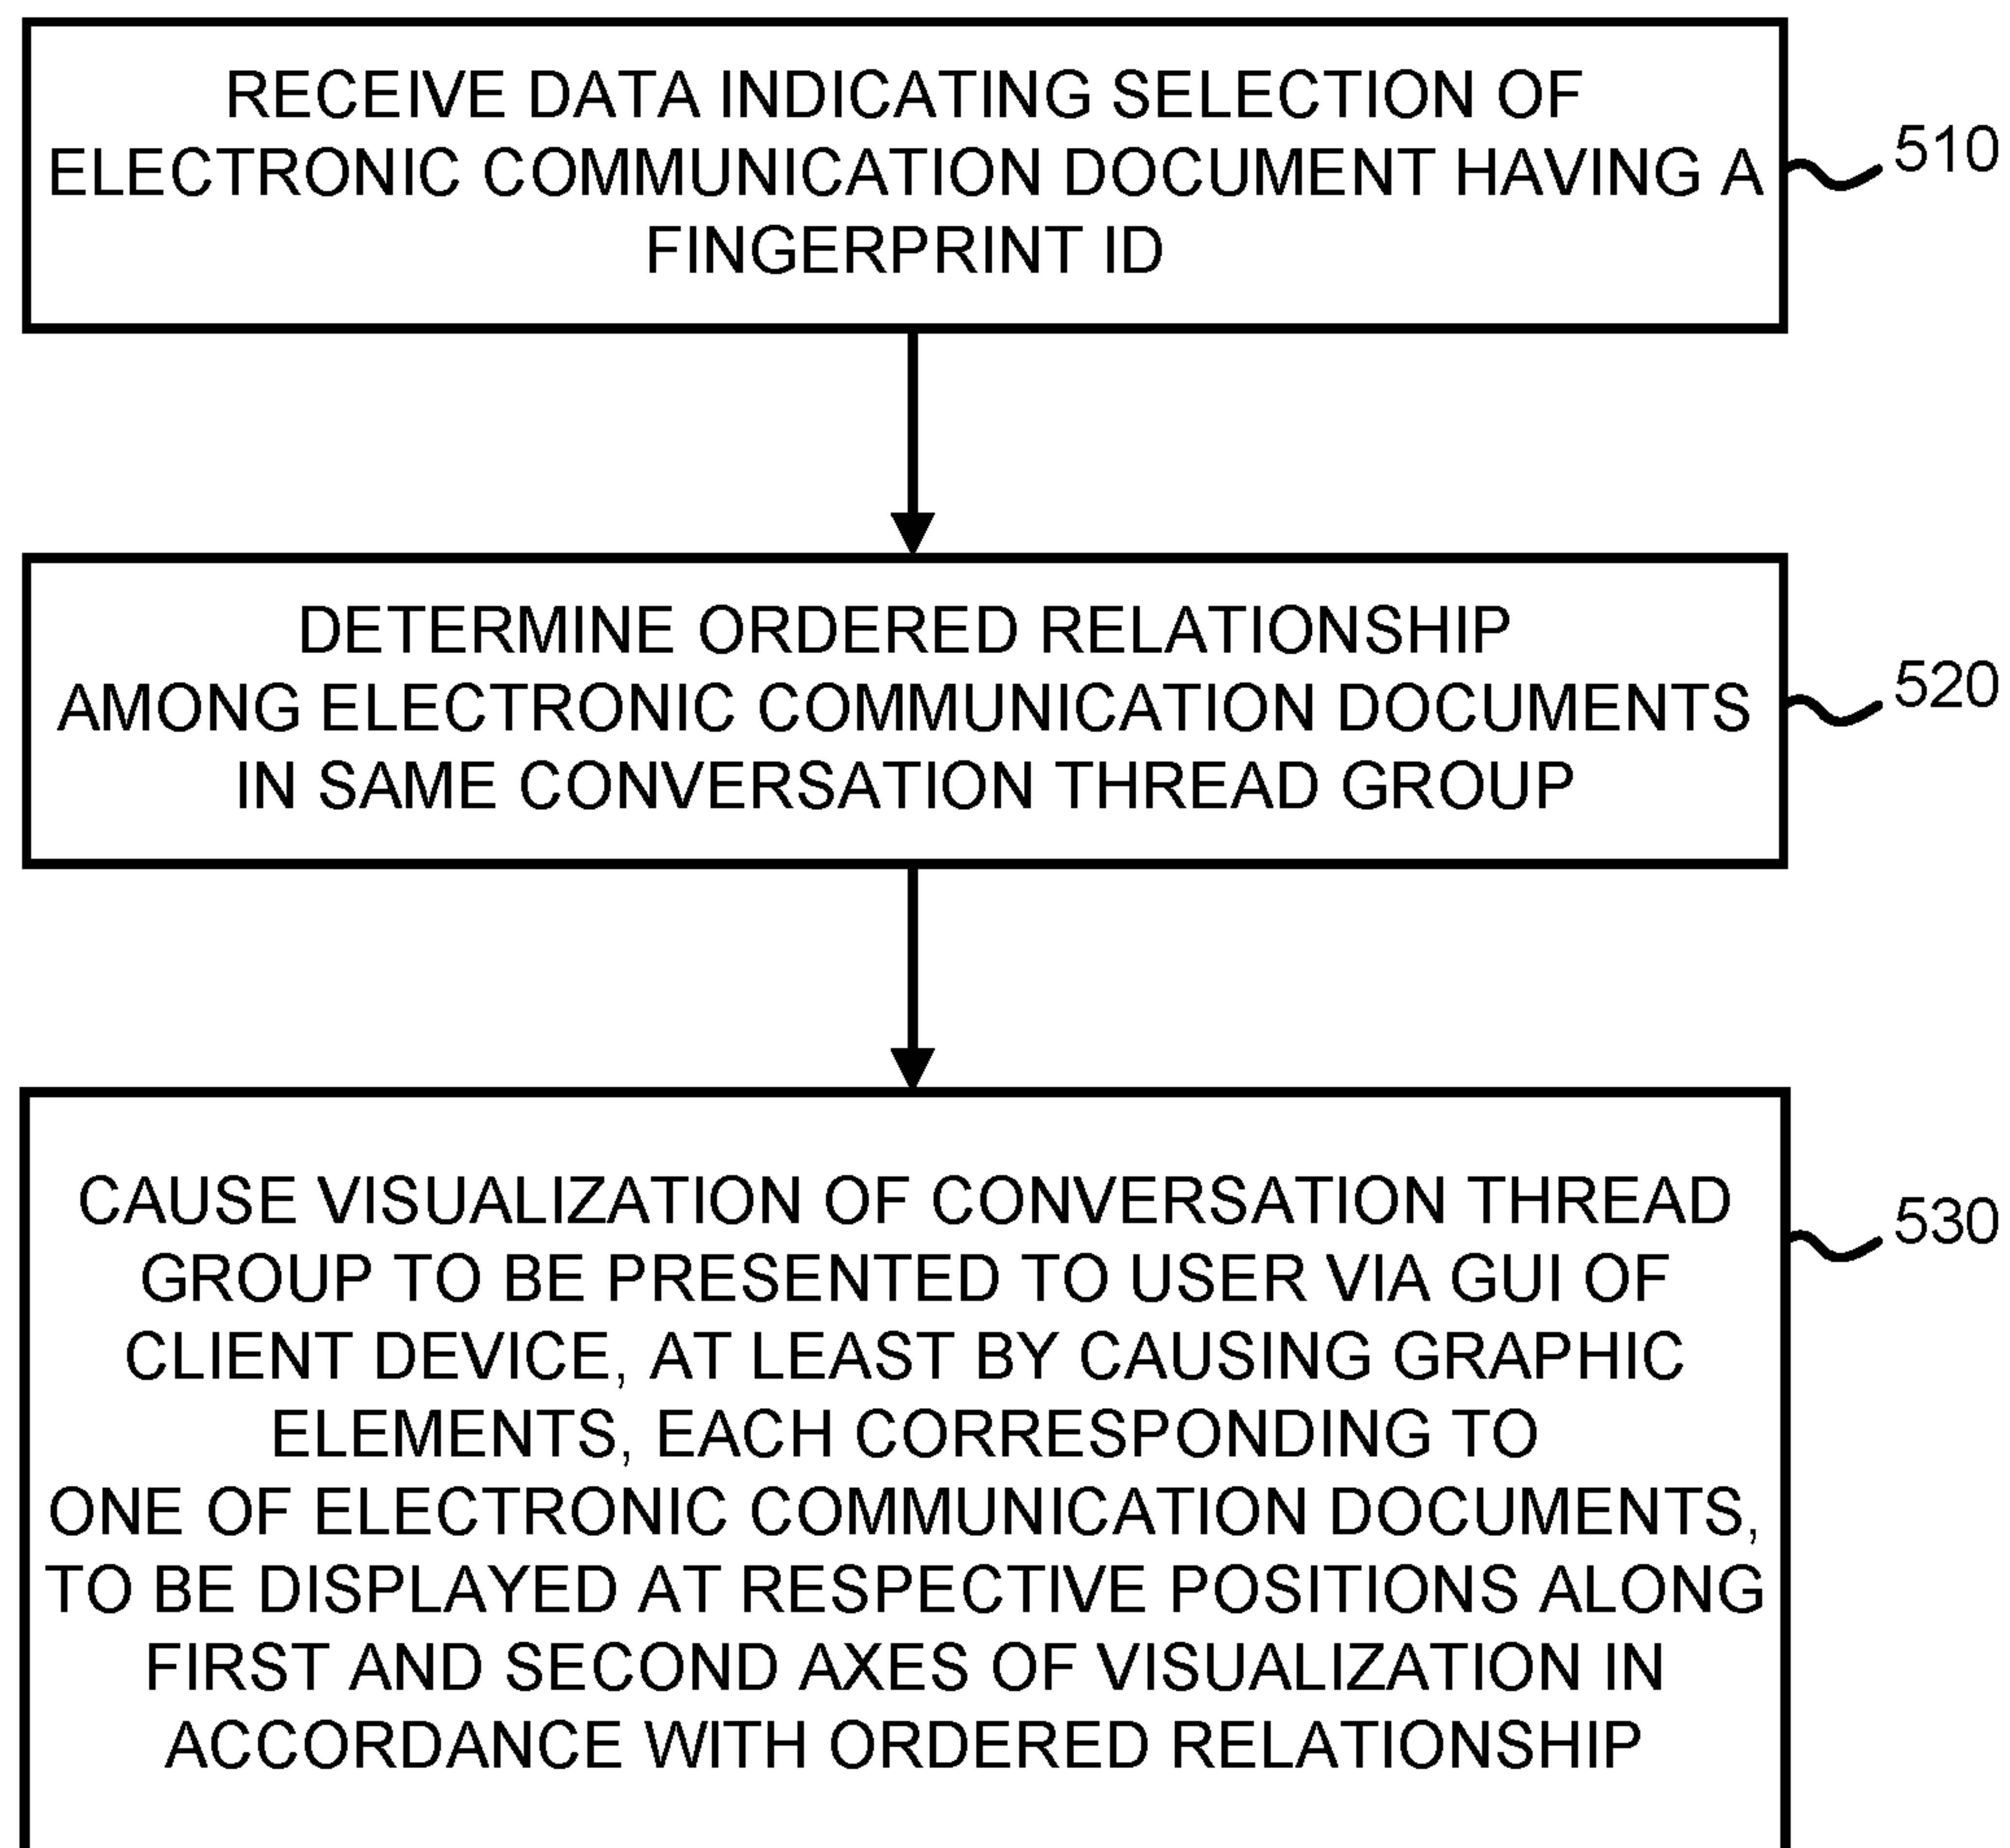 RECEIVE DATA INDICATING SELECTION OF
ELECTRONIC COMMUNICATION DOCUMENT HAVING A
FINGERPRINT ID
510
DETERMINE ORDERED RELATIONSHIP
AMONG ELECTRONIC COMMUNICATION DOCUMENTS
IN SAME CONVERSATION THREAD GROUP
520
CAUSE VISUALIZATION OF CONVERSATION THREAD
GROUP TO BE PRESENTED TO USER VIA GUI OF
CLIENT DEVICE, AT LEAST BY CAUSING GRAPHIC
ELEMENTS, EACH CORRESPONDING TO
ONE OF ELECTRONIC COMMUNICATION DOCUMENTS,
TO BE DISPLAYED AT RESPECTIVE POSITIONS ALONG
FIRST AND SECOND AXES OF VISUALIZATION IN
ACCORDANCE WITH ORDERED RELATIONSHIP
530